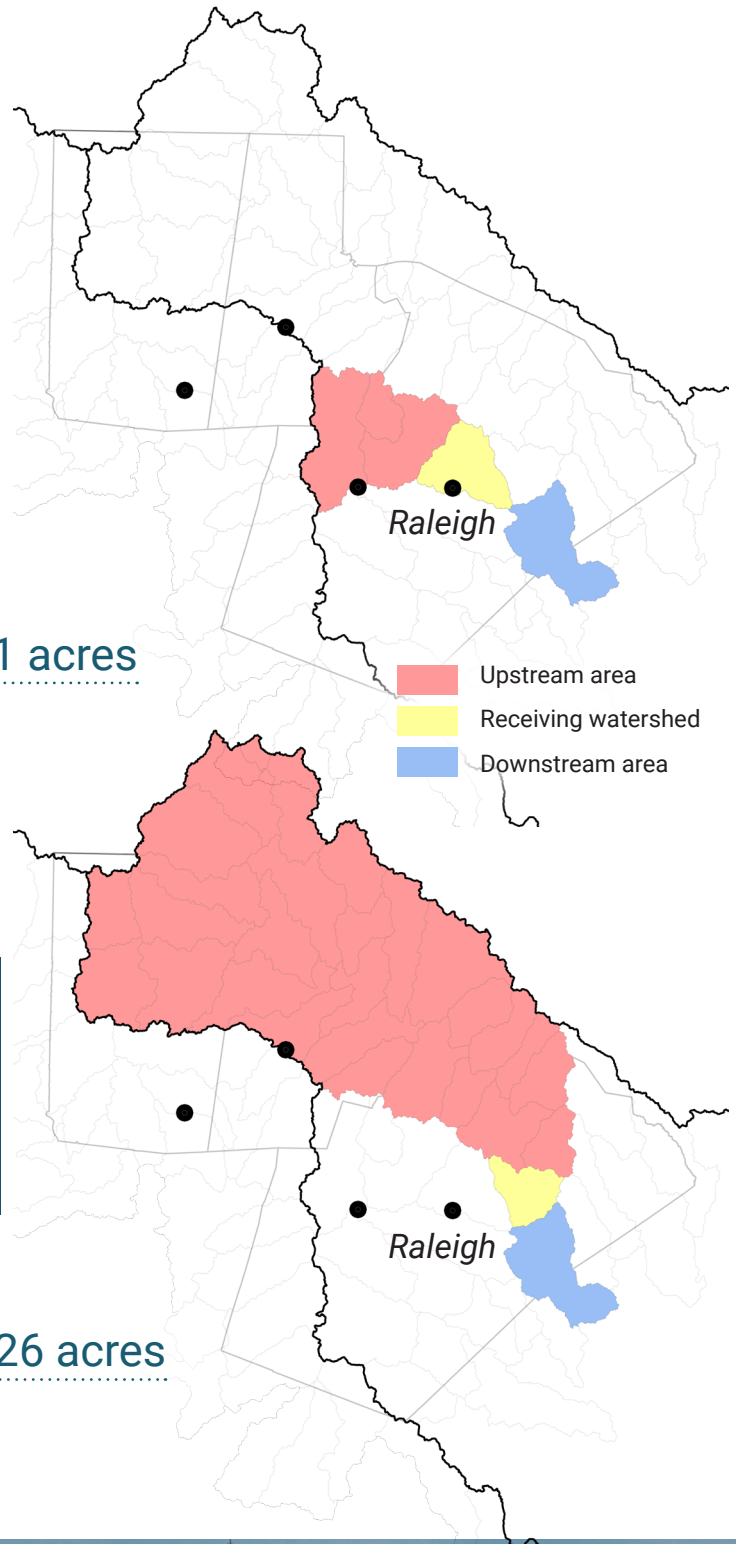 Raleigh
1 acres
Upstream area
Receiving watershed
Downstream area
Raleigh
26 acres